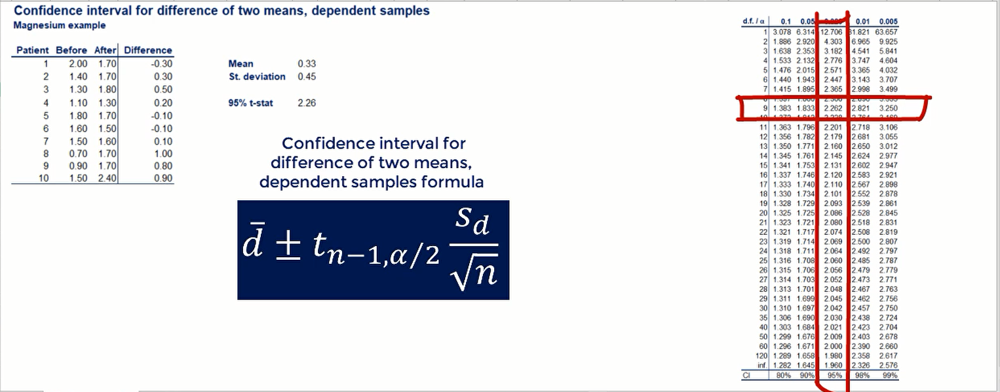 Confidence interval for difference of two means, dependent samples
Magnesium example
Patient Before After Difference
1 2.00 1.70 -0.30
2 1.40 1.70 0.30
3 1.30 1.80 0.50
4 1.10 1.30 0.20
5 1.80 1.70 -0.10
6 1.60 1.50 -0.10
7 1.50 1.60 0.10
8 0.70 1.70 1.00
9 0.90 1.70 0.80
10 1.50 2.40 0.90
Mean 0.33
St. deviation 0.45
95% t-stat 2.26
Confidence interval for
difference of two means,
dependent samples formula
d̄ ± t_{n−1,α/2} s_d/√n
d.f. / α 0.1 0.05 0.01 0.005
1 3.078 6.314 12.706 31.821 63.657
2 1.886 2.920 4.303 6.965 9.925
3 1.638 2.353 3.182 4.541 5.841
4 1.533 2.132 2.776 3.747 4.604
5 1.476 2.015 2.571 3.365 4.032
6 1.440 1.943 2.447 3.143 3.707
7 1.415 1.895 2.365 2.998 3.499
9 1.383 1.833 2.262 2.821 3.250
11 1.363 1.796 2.201 2.718 3.106
12 1.356 1.782 2.179 2.681 3.055
13 1.350 1.771 2.160 2.650 3.012
14 1.345 1.761 2.145 2.624 2.977
15 1.341 1.753 2.131 2.602 2.947
16 1.337 1.746 2.120 2.583 2.921
17 1.333 1.740 2.110 2.567 2.898
18 1.330 1.734 2.101 2.552 2.878
19 1.328 1.729 2.093 2.539 2.861
20 1.325 1.725 2.086 2.528 2.845
21 1.323 1.721 2.080 2.518 2.831
22 1.321 1.717 2.074 2.508 2.819
23 1.319 1.714 2.069 2.500 2.807
24 1.318 1.711 2.064 2.492 2.797
25 1.316 1.708 2.060 2.485 2.787
26 1.315 1.706 2.056 2.479 2.779
27 1.314 1.703 2.052 2.473 2.771
28 1.313 1.701 2.048 2.467 2.763
29 1.311 1.699 2.045 2.462 2.756
30 1.310 1.697 2.042 2.457 2.750
35 1.306 1.690 2.030 2.438 2.724
40 1.303 1.684 2.021 2.423 2.704
50 1.299 1.676 2.009 2.403 2.678
60 1.296 1.671 2.000 2.390 2.660
120 1.289 1.658 1.980 2.358 2.617
inf. 1.282 1.645 1.960 2.326 2.576
CI 80% 90% 95% 98% 99%